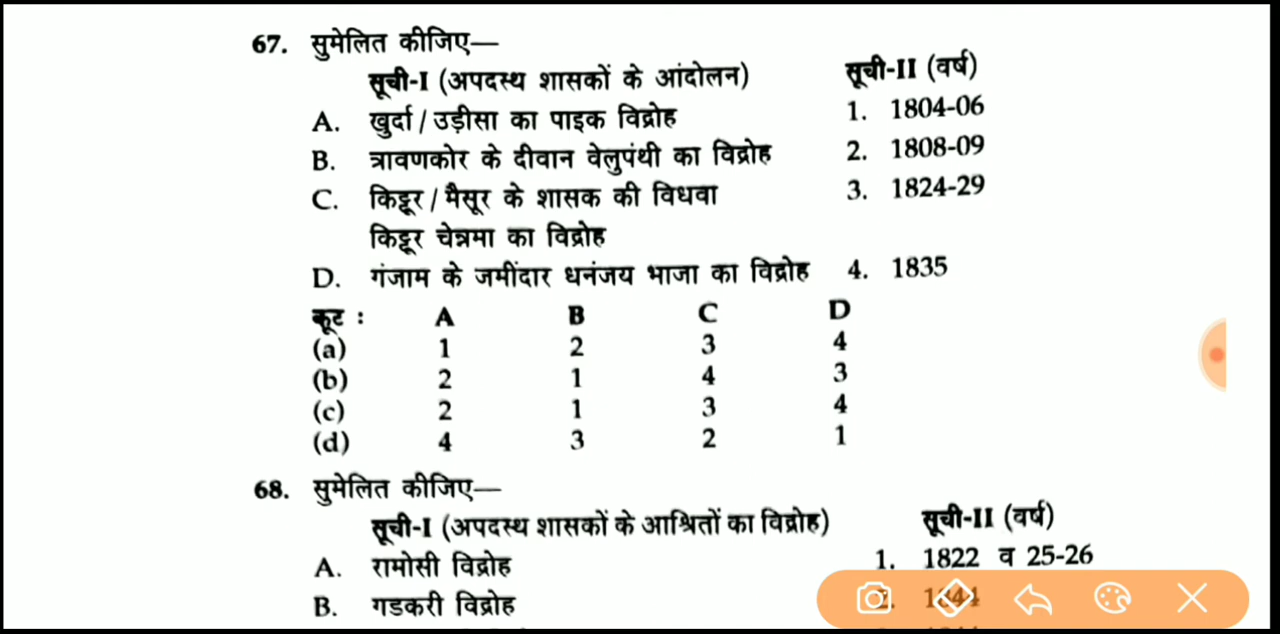 67. सुमेलित कीजिए—
सूची-I (अपदस्थ शासकों के आंदोलन) सूची-II (वर्ष)
A. खुर्दा / उड़ीसा का पाइक विद्रोह 1. 1804-06
B. त्रावणकोर के दीवान वेलुपंथी का विद्रोह 2. 1808-09
C. किट्टूर / मैसूर के शासक की विधवा 3. 1824-29
किट्टूर चेन्नमा का विद्रोह
D. गंजाम के जमींदार धनंजय भाजा का विद्रोह 4. 1835
कूट : A B C D
(a) 1 2 3 4
(b) 2 1 4 3
(c) 2 1 3 4
(d) 4 3 2 1
68. सुमेलित कीजिए—
सूची-I (अपदस्थ शासकों के आश्रितों का विद्रोह) सूची-II (वर्ष)
A. रामोसी विद्रोह 1. 1822 व 25-26
B. गडकरी विद्रोह 2. 1844